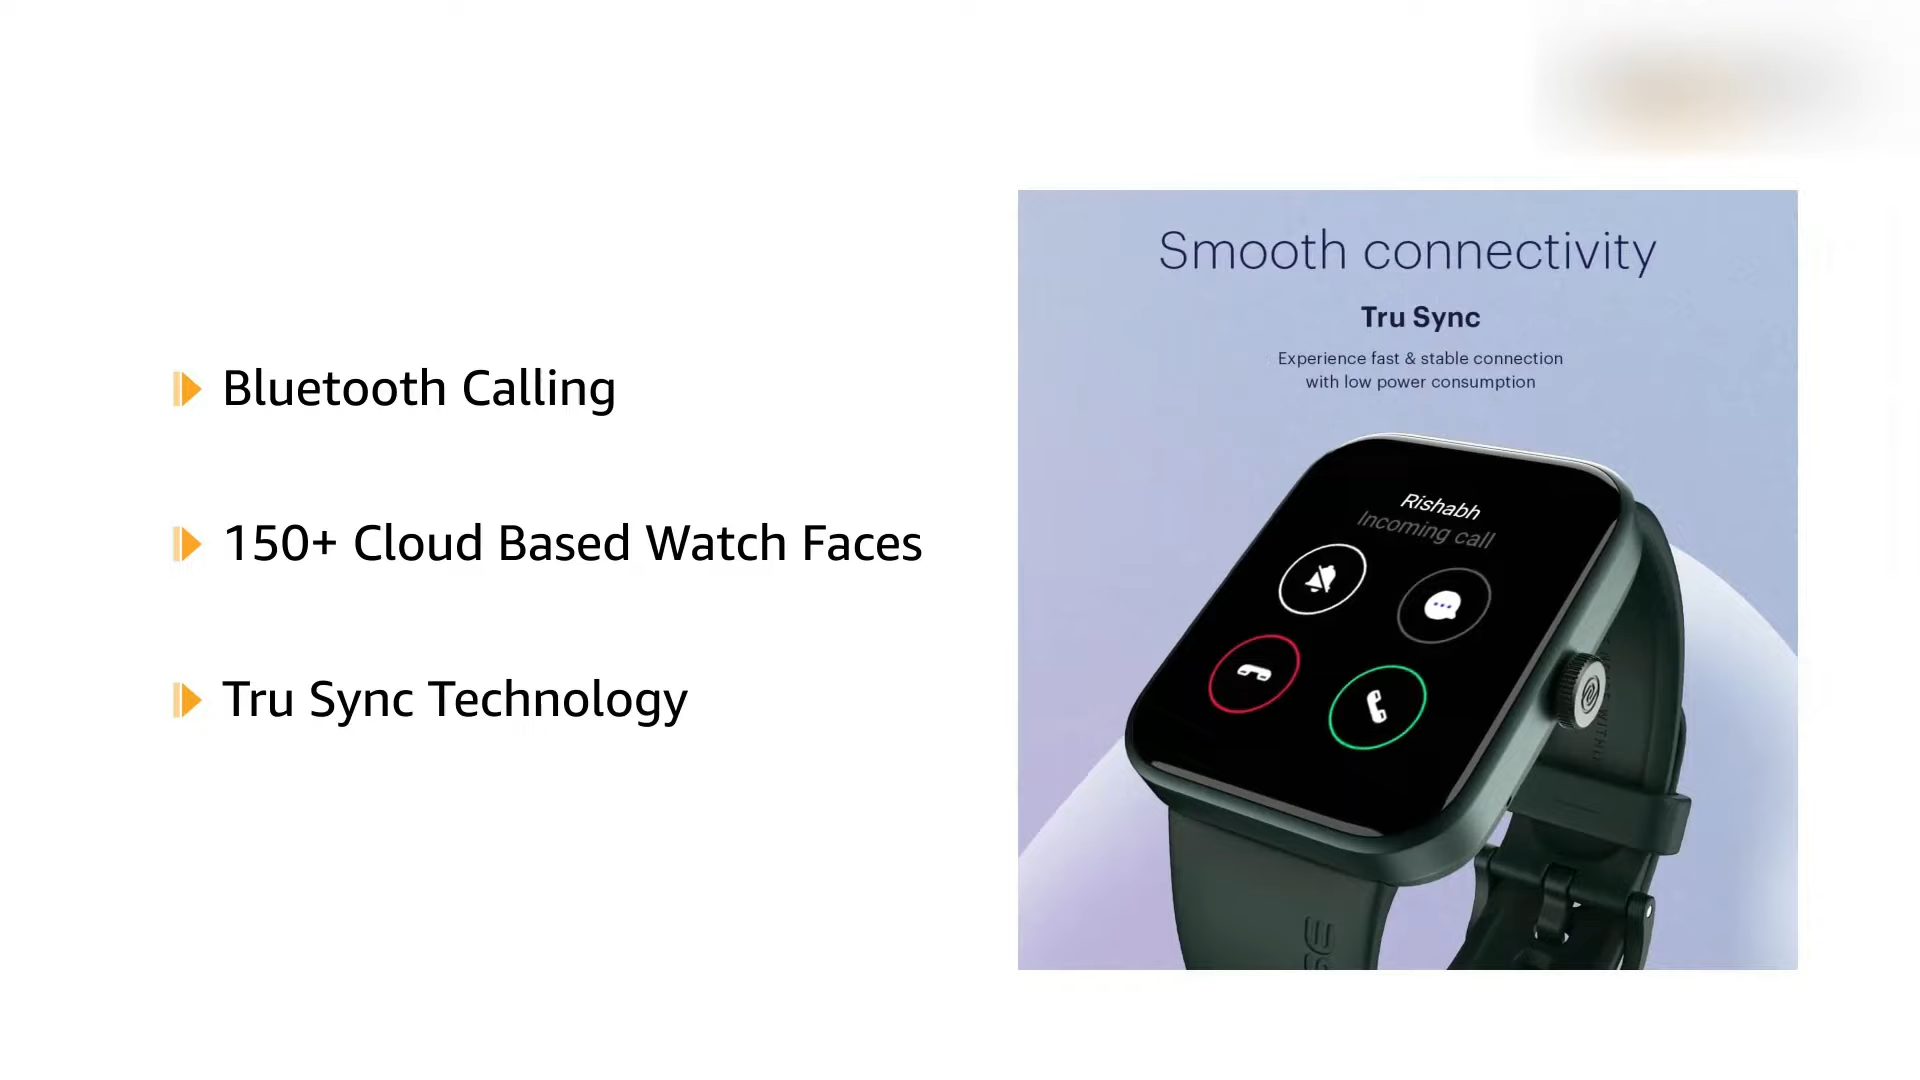 Bluetooth Calling
150+ Cloud Based Watch Faces
Tru Sync Technology
Smooth connectivity
Tru Sync
Experience fast & stable connection
with low power consumption
Rishabh
Incoming call